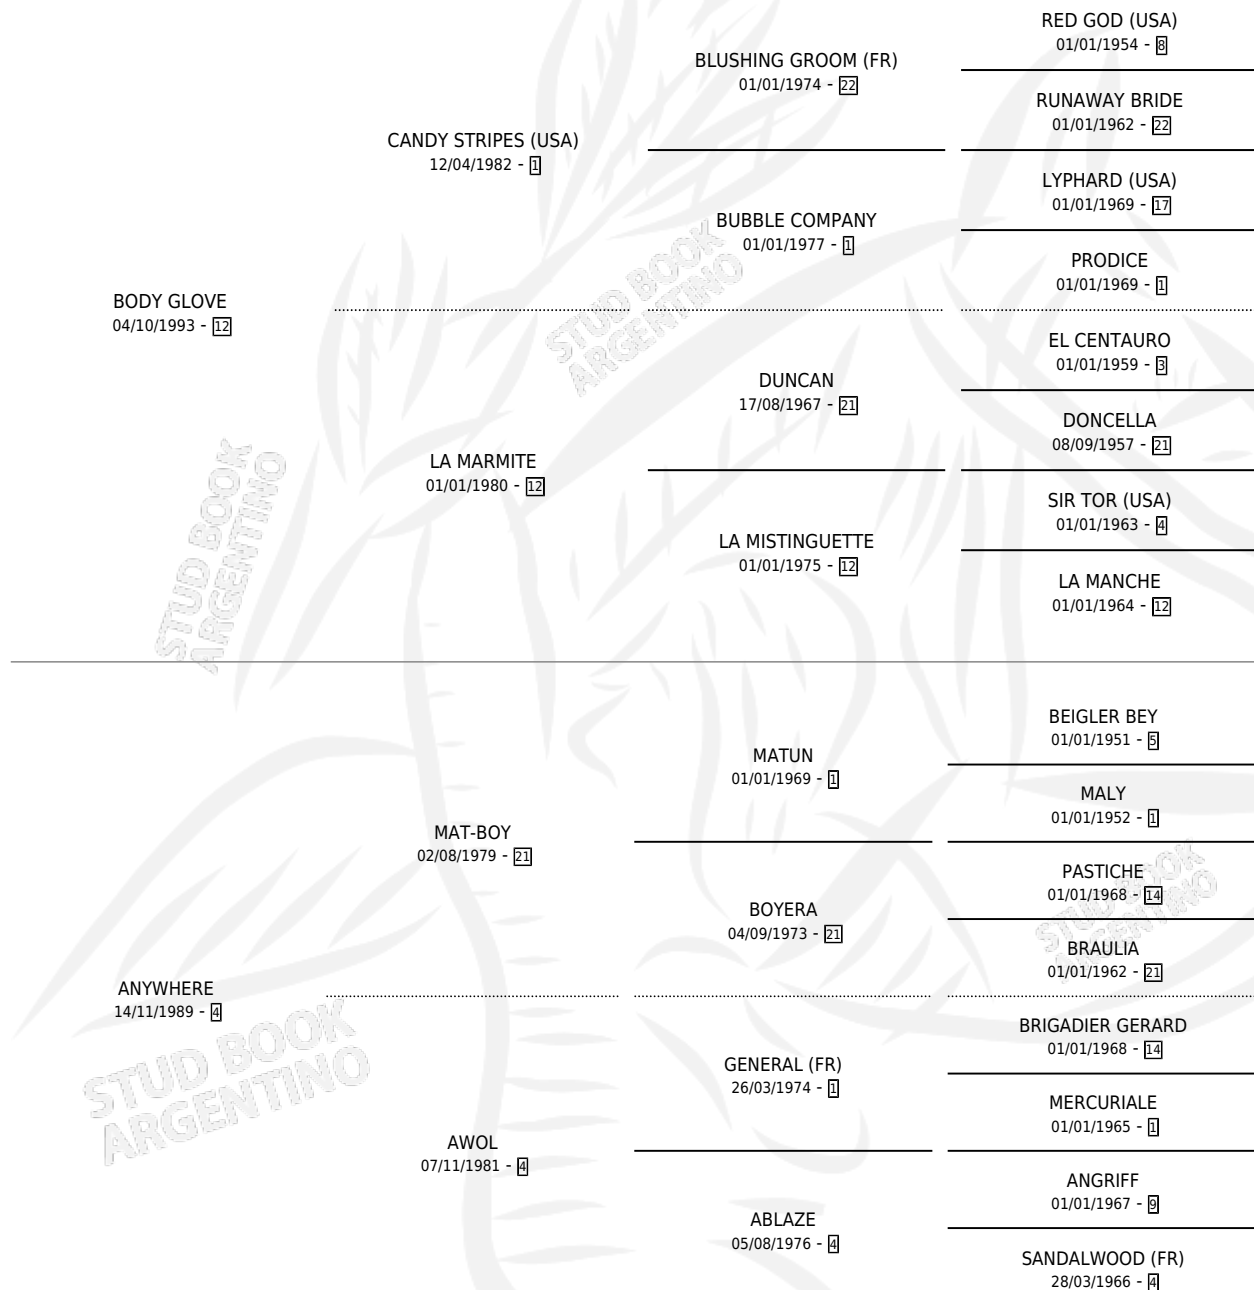 RED GOD (USA)
01/01/1954 - 8
BLUSHING GROOM (FR)
01/01/1974 - 22
RUNAWAY BRIDE
01/01/1962 - 22
CANDY STRIPES (USA)
12/04/1982 - 1
LYPHARD (USA)
01/01/1969 - 17
BUBBLE COMPANY
01/01/1977 - 1
PRODICE
01/01/1969 - 1
BODY GLOVE
04/10/1993 - 12
EL CENTAURO
01/01/1959 - 3
DUNCAN
17/08/1967 - 21
DONCELLA
08/09/1957 - 21
LA MARMITE
01/01/1980 - 12
SIR TOR (USA)
01/01/1963 - 4
LA MISTINGUETTE
01/01/1975 - 12
LA MANCHE
01/01/1964 - 12
BEIGLER BEY
01/01/1951 - 5
MATUN
01/01/1969 - 1
MALY
01/01/1952 - 1
MAT-BOY
02/08/1979 - 21
PASTICHE
01/01/1968 - 14
BOYERA
04/09/1973 - 21
BRAULIA
01/01/1962 - 21
ANYWHERE
14/11/1989 - 4
BRIGADIER GERARD
01/01/1968 - 14
GENERAL (FR)
26/03/1974 - 1
MERCURIALE
01/01/1965 - 1
AWOL
07/11/1981 - 4
ANGRIFF
01/01/1967 - 9
ABLAZE
05/08/1976 - 4
SANDALWOOD (FR)
28/03/1966 - 4
STUD BOOK
ARGENTINO
STUD BOOK
ARGENTINO
STUD BOOK
ARGENTINO
STUD BOOK
ARGENTINO